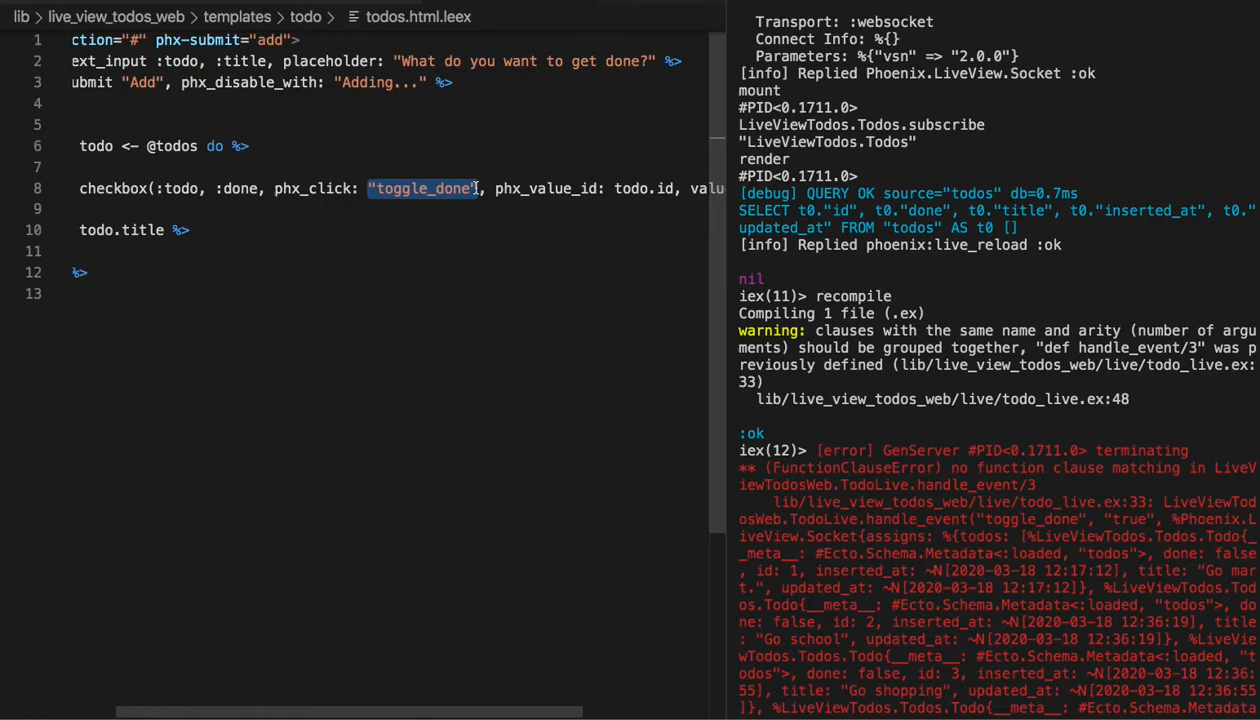 lib > live_view_todos_web > templates > todo > todos.html.leex
1 ction="#" phx-submit="add">
2 ext_input :todo, :title, placeholder: "What do you want to get done?" %>
3 ubmit "Add", phx_disable_with: "Adding..." %>
4
5
6 todo <- @todos do %>
7
8 checkbox(:todo, :done, phx_click: "toggle_done", phx_value_id: todo.id, valu
9
10 todo.title %>
11
12 %>
13
Transport: :websocket
Connect Info: %{}
Parameters: %{"vsn" => "2.0.0"}
[info] Replied Phoenix.LiveView.Socket :ok
mount
#PID<0.1711.0>
LiveViewTodos.Todos.subscribe
"LiveViewTodos.Todos"
render
#PID<0.1711.0>
[debug] QUERY OK source="todos" db=0.7ms
SELECT t0."id", t0."done", t0."title", t0."inserted_at", t0."
updated_at" FROM "todos" AS t0 []
[info] Replied phoenix:live_reload :ok
nil
iex(11)> recompile
Compiling 1 file (.ex)
warning: clauses with the same name and arity (number of argu
ments) should be grouped together, "def handle_event/3" was p
reviously defined (lib/live_view_todos_web/live/todo_live.ex:
33)
lib/live_view_todos_web/live/todo_live.ex:48
:ok
iex(12)> [error] GenServer #PID<0.1711.0> terminating
** (FunctionClauseError) no function clause matching in LiveV
iewTodosWeb.TodoLive.handle_event/3
lib/live_view_todos_web/live/todo_live.ex:33: LiveViewTod
osWeb.TodoLive.handle_event("toggle_done", "true", %Phoenix.L
iveView.Socket{assigns: %{todos: [%LiveViewTodos.Todos.Todo{_
_meta__: #Ecto.Schema.Metadata<:loaded, "todos">, done: false
, id: 1, inserted_at: ~N[2020-03-18 12:17:12], title: "Go mar
t.", updated_at: ~N[2020-03-18 12:17:12]}, %LiveViewTodos.Tod
os.Todo{__meta__: #Ecto.Schema.Metadata<:loaded, "todos">, do
ne: false, id: 2, inserted_at: ~N[2020-03-18 12:36:19], title
: "Go school", updated_at: ~N[2020-03-18 12:36:19]}, %LiveVie
wTodos.Todos.Todo{__meta__: #Ecto.Schema.Metadata<:loaded, "t
odos">, done: false, id: 3, inserted_at: ~N[2020-03-18 12:36:
55], title: "Go shopping", updated_at: ~N[2020-03-18 12:36:55
]}, %LiveViewTodos.Todos.Todo{__meta__: #Ecto.Schema.Metadata